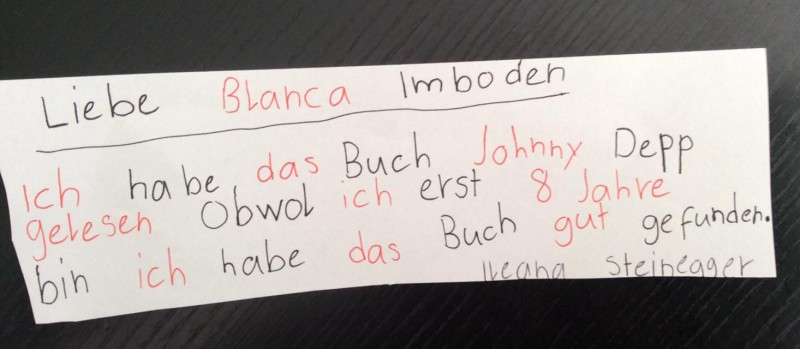 Liebe Blanca Imboden
Ich habe das Buch Johnny Depp
gelesen Obwol ich erst 8 Jahre
bin ich habe das Buch gut gefunden.
Ileana Steinegger